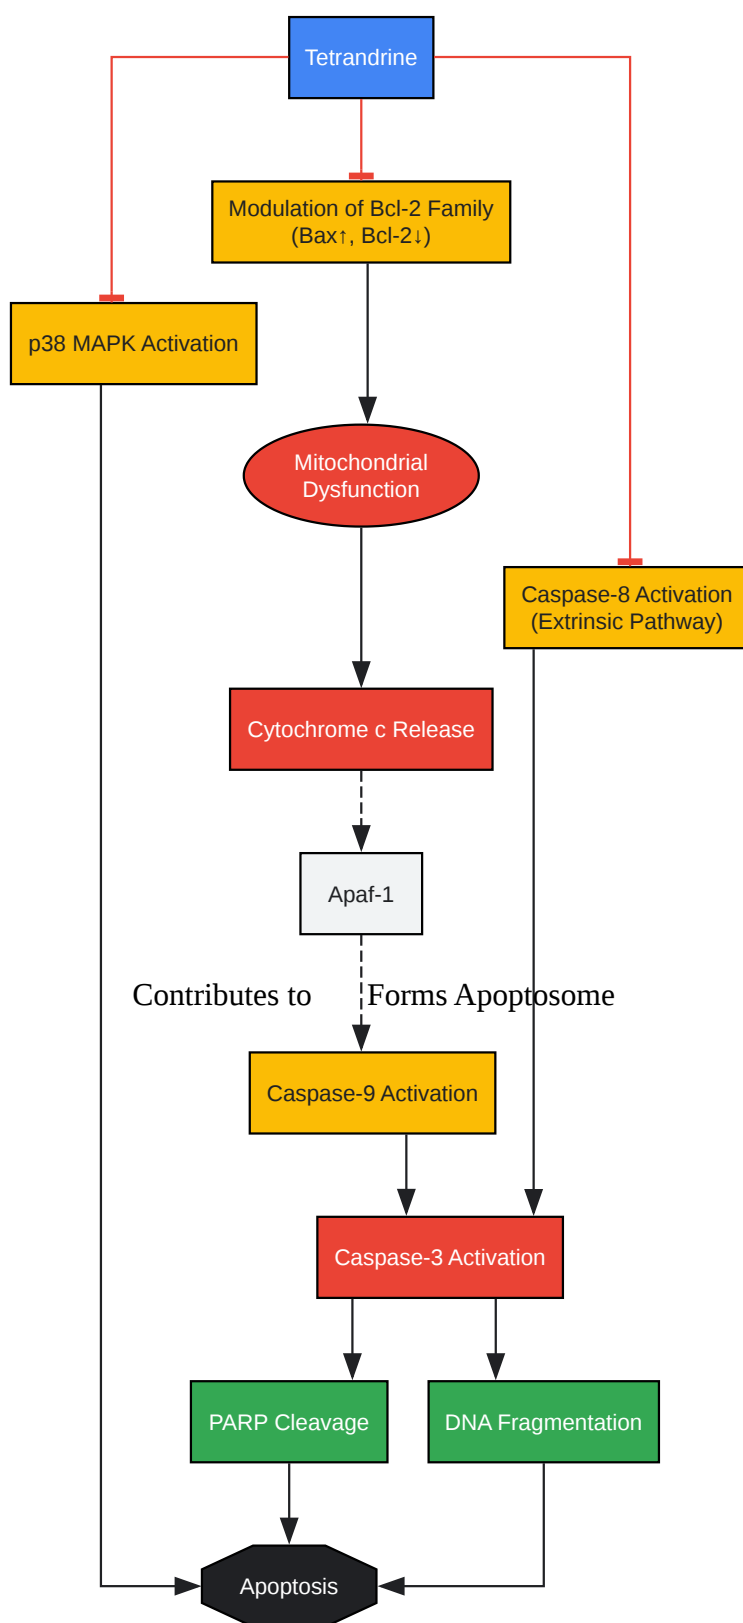 Tetrandrine
Modulation of Bcl-2 Family
(Bax↑, Bcl-2↓)
p38 MAPK Activation
Mitochondrial
Dysfunction
Caspase-8 Activation
(Extrinsic Pathway)
Cytochrome c Release
Apaf-1
Contributes to
Forms Apoptosome
Caspase-9 Activation
Caspase-3 Activation
PARP Cleavage
DNA Fragmentation
Apoptosis